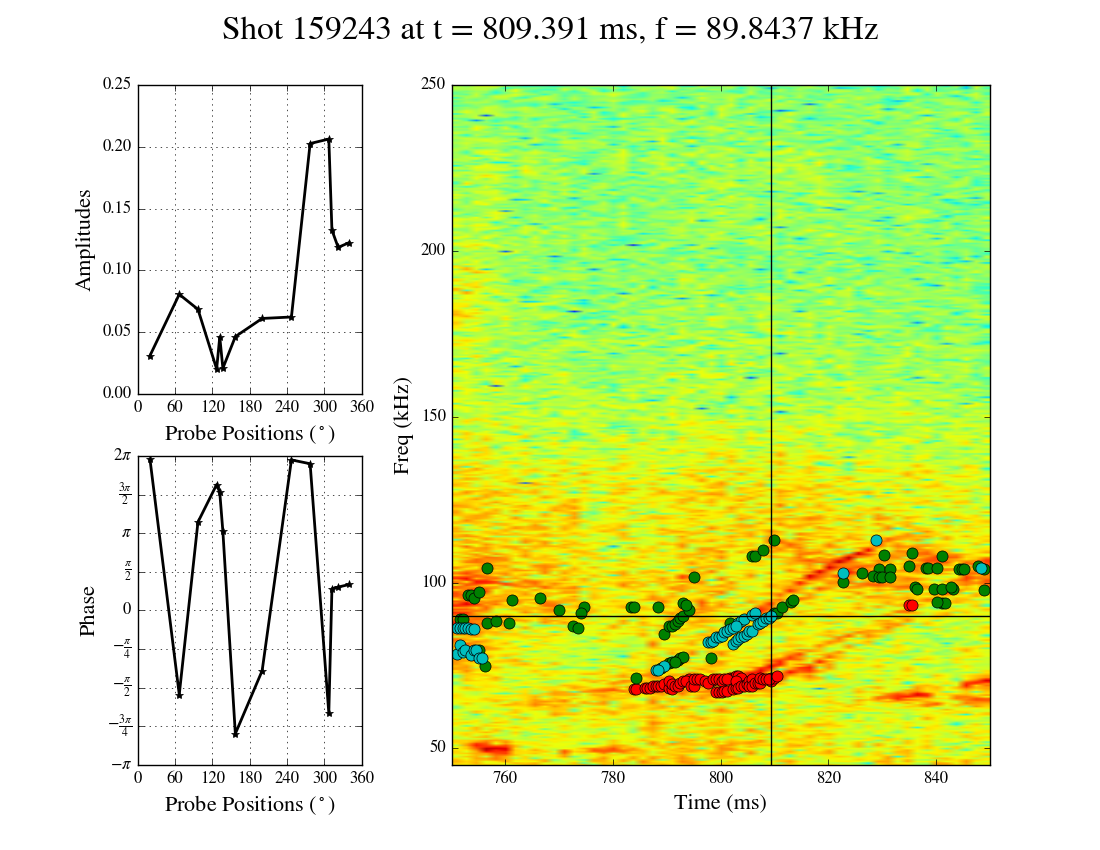 Shot 159243 at t = 809.391 ms, f = 89.8437 kHz
Amplitudes
0.25
0.20
0.15
0.10
0.05
0.00
0 60 120 180 240 300 360
Probe Positions (°)
Phase
2π
3π/2
π
π/2
0
−π/4
−π/2
−3π/4
−π
0 60 120 180 240 300 360
Probe Positions (°)
Freq (kHz)
250
200
150
100
50
760 780 800 820 840
Time (ms)